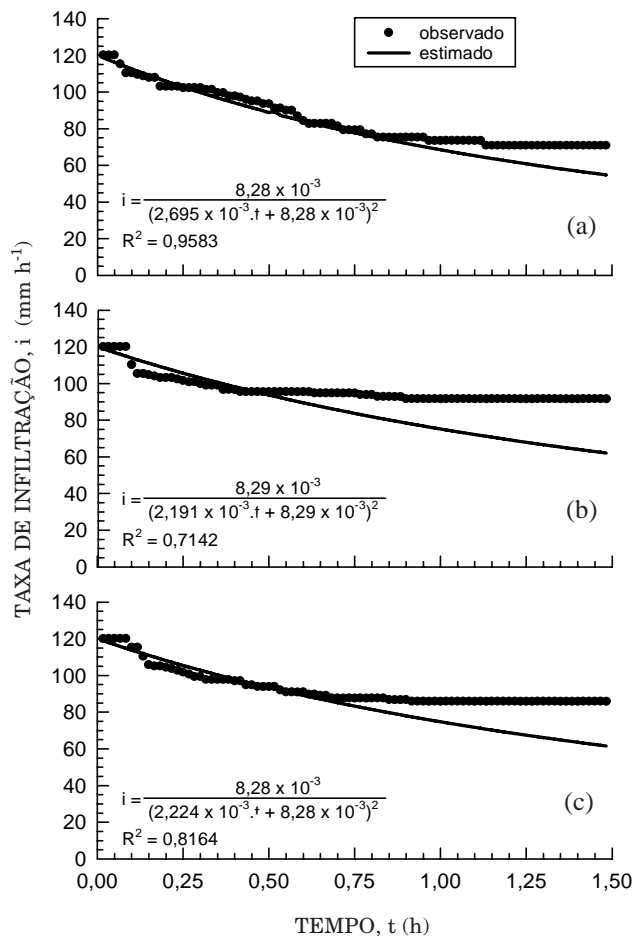 TAXA DE INFILTRAÇÃO, i (mm h⁻¹)
140
120
100
80
60
40
20
0
observado
estimado
i = 8,28 x 10⁻³ / (2,695 x 10⁻³.t + 8,28 x 10⁻³)²
R² = 0,9583
(a)
140
120
100
80
60
40
20
0
i = 8,29 x 10⁻³ / (2,191 x 10⁻³.t + 8,29 x 10⁻³)²
R² = 0,7142
(b)
140
120
100
80
60
40
20
0
i = 8,28 x 10⁻³ / (2,224 x 10⁻³.t + 8,28 x 10⁻³)²
R² = 0,8164
(c)
0,00 0,25 0,50 0,75 1,00 1,25 1,50
TEMPO, t (h)